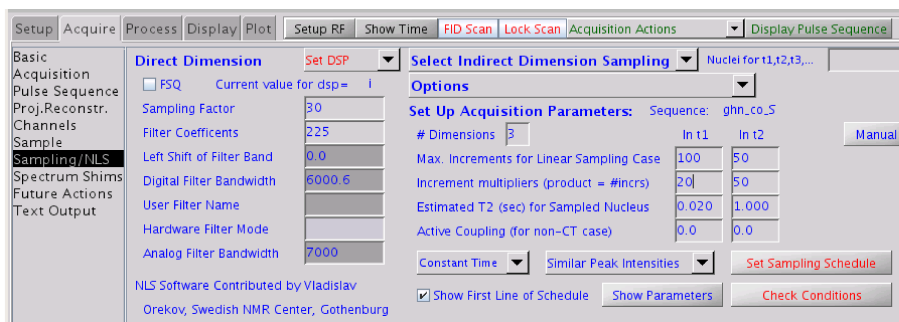 Setup Acquire Process Display Plot Setup RF Show Time FID Scan Lock Scan Acquisition Actions Display Pulse Sequence
Basic
Acquisition
Pulse Sequence
Proj.Reconstr.
Channels
Sample
Sampling/NLS
Spectrum Shims
Future Actions
Text Output
Direct Dimension Set DSP
FSQ Current value for dsp= i
Sampling Factor 30
Filter Coefficents 225
Left Shift of Filter Band 0.0
Digital Filter Bandwidth 6000.6
User Filter Name
Hardware Filter Mode
Analog Filter Bandwidth 7000
NLS Software Contributed by Vladislav
Orekov, Swedish NMR Center, Gothenburg
Select Indirect Dimension Sampling Nuclei for t1,t2,t3,...
Options
Set Up Acquisition Parameters: Sequence: ghn_co_S
# Dimensions 3 In t1 In t2 Manual
Max. Increments for Linear Sampling Case 100 50
Increment multipliers (product = #incrs) 20 50
Estimated T2 (sec) for Sampled Nucleus 0.020 1.000
Active Coupling (for non-CT case) 0.0 0.0
Constant Time Similar Peak Intensities Set Sampling Schedule
Show First Line of Schedule Show Parameters Check Conditions